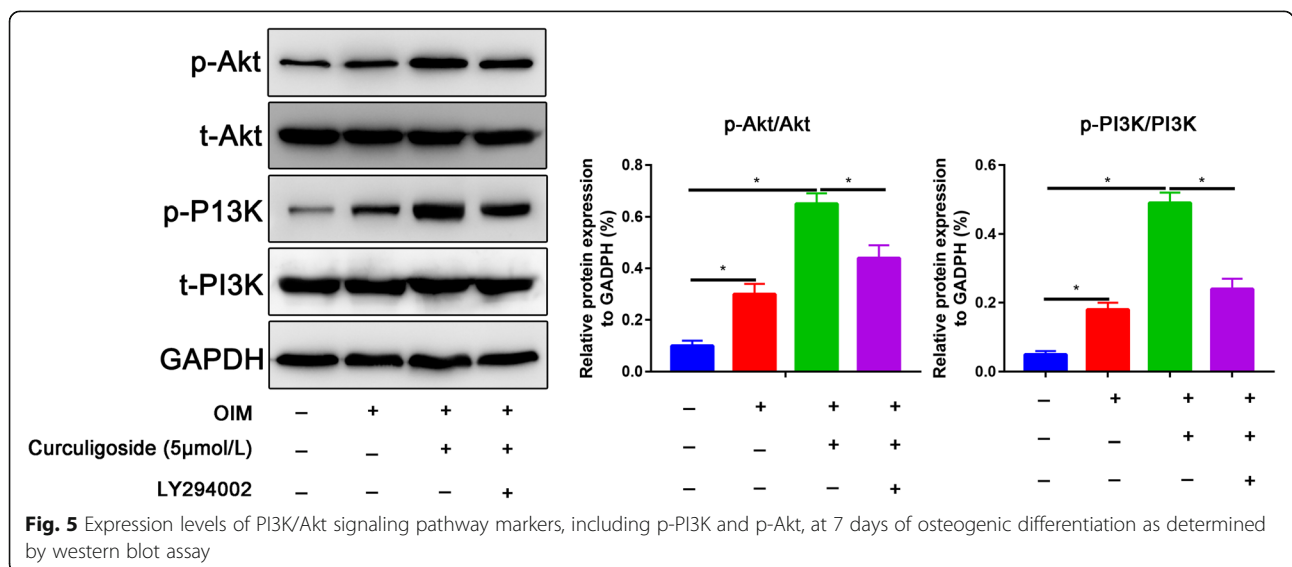 p-Akt
t-Akt
p-P13K
t-PI3K
GAPDH
OIM – + + +
Curculigoside (5μmol/L) – – + +
LY294002 – – – +
p-Akt/Akt
Relative protein expression
to GADPH (%)
0.8
0.6
0.4
0.2
0.0
*
*
*
– + + +
– – + +
– – – +
p-PI3K/PI3K
Relative protein expression
to GADPH (%)
0.6
0.4
0.2
0.0
*
*
*
– + + +
– – + +
– – – +
Fig. 5 Expression levels of PI3K/Akt signaling pathway markers, including p-PI3K and p-Akt, at 7 days of osteogenic differentiation as determined
by western blot assay